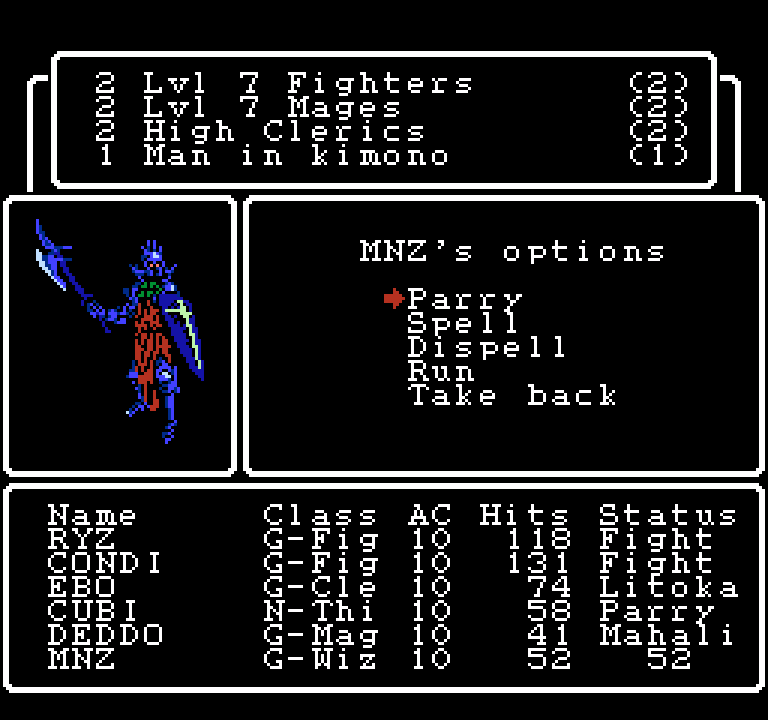 2 Lvl 7 Fighters (2)
2 Lvl 7 Mages (2)
2 High Clerics (2)
1 Man in kimono (1)
MNZ's options
Parry
Spell
Dispell
Run
Take back
Name Class AC Hits Status
RYZ G-Fig 10 118 Fight
CONDI G-Fig 10 131 Fight
EBO G-Cle 10 74 Litoka
CUBI N-Thi 10 58 Parry
DEDDO G-Mag 10 41 Mahali
MNZ G-Wiz 10 52 52